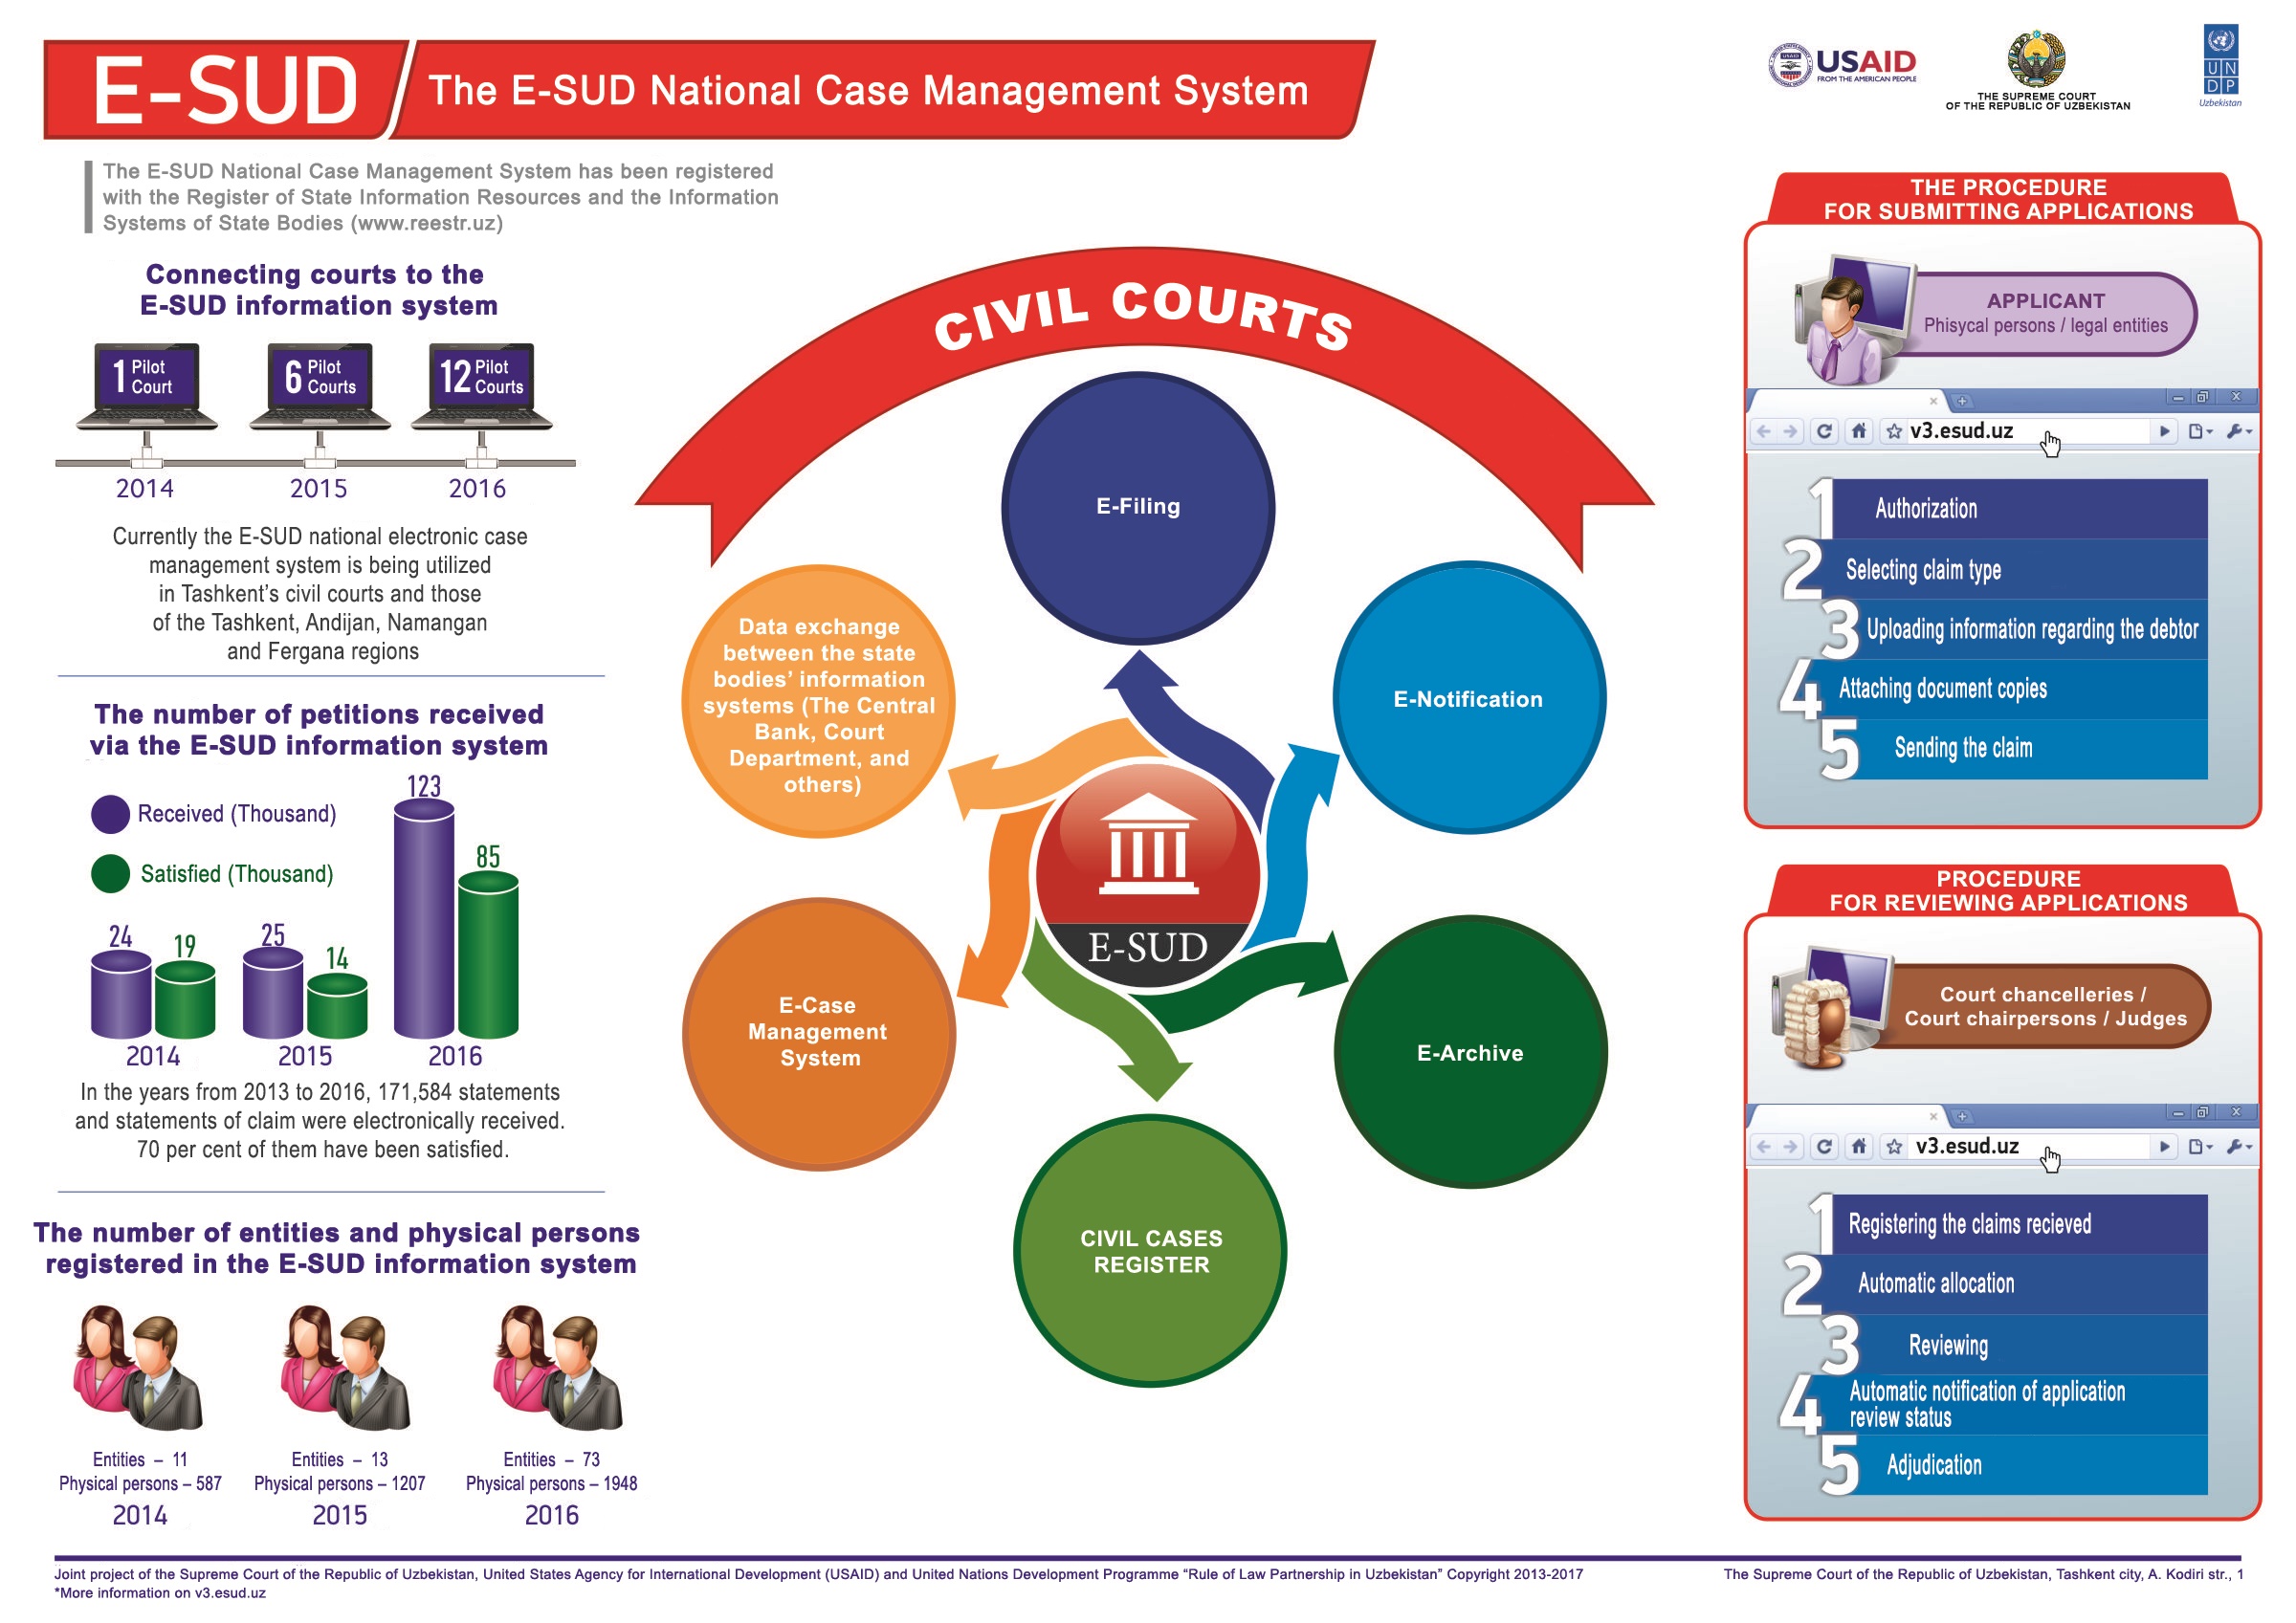 E-SUD
The E-SUD National Case Management System
USAID
FROM THE AMERICAN PEOPLE
THE SUPREME COURT
OF THE REPUBLIC OF UZBEKISTAN
UN
DP
Uzbekistan
The E-SUD National Case Management System has been registered
with the Register of State Information Resources and the Information
Systems of State Bodies (www.reestr.uz)
Connecting courts to the
E-SUD information system
1 Pilot
Court
6 Pilot
Courts
12 Pilot
Courts
2014
2015
2016
Currently the E-SUD national electronic case
management system is being utilized
in Tashkent's civil courts and those
of the Tashkent, Andijan, Namangan
and Fergana regions
The number of petitions received
via the E-SUD information system
Received (Thousand)
Satisfied (Thousand)
24
19
25
14
123
85
2014
2015
2016
In the years from 2013 to 2016, 171,584 statements
and statements of claim were electronically received.
70 per cent of them have been satisfied.
The number of entities and physical persons
registered in the E-SUD information system
Entities – 11
Physical persons – 587
2014
Entities – 13
Physical persons – 1207
2015
Entities – 73
Physical persons – 1948
2016
CIVIL COURTS
E-Filing
E-Notification
E-Archive
CIVIL CASES
REGISTER
E-Case
Management
System
Data exchange
between the state
bodies' information
systems (The Central
Bank, Court
Department, and
others)
E-SUD
THE PROCEDURE
FOR SUBMITTING APPLICATIONS
APPLICANT
Phisycal persons / legal entities
v3.esud.uz
1 Authorization
2 Selecting claim type
3 Uploading information regarding the debtor
4 Attaching document copies
5 Sending the claim
PROCEDURE
FOR REVIEWING APPLICATIONS
Court chancelleries /
Court chairpersons / Judges
v3.esud.uz
1 Registering the claims recieved
2 Automatic allocation
3 Reviewing
4 Automatic notification of application
review status
5 Adjudication
Joint project of the Supreme Court of the Republic of Uzbekistan, United States Agency for International Development (USAID) and United Nations Development Programme “Rule of Law Partnership in Uzbekistan” Copyright 2013-2017
*More information on v3.esud.uz
The Supreme Court of the Republic of Uzbekistan, Tashkent city, A. Kodiri str., 1